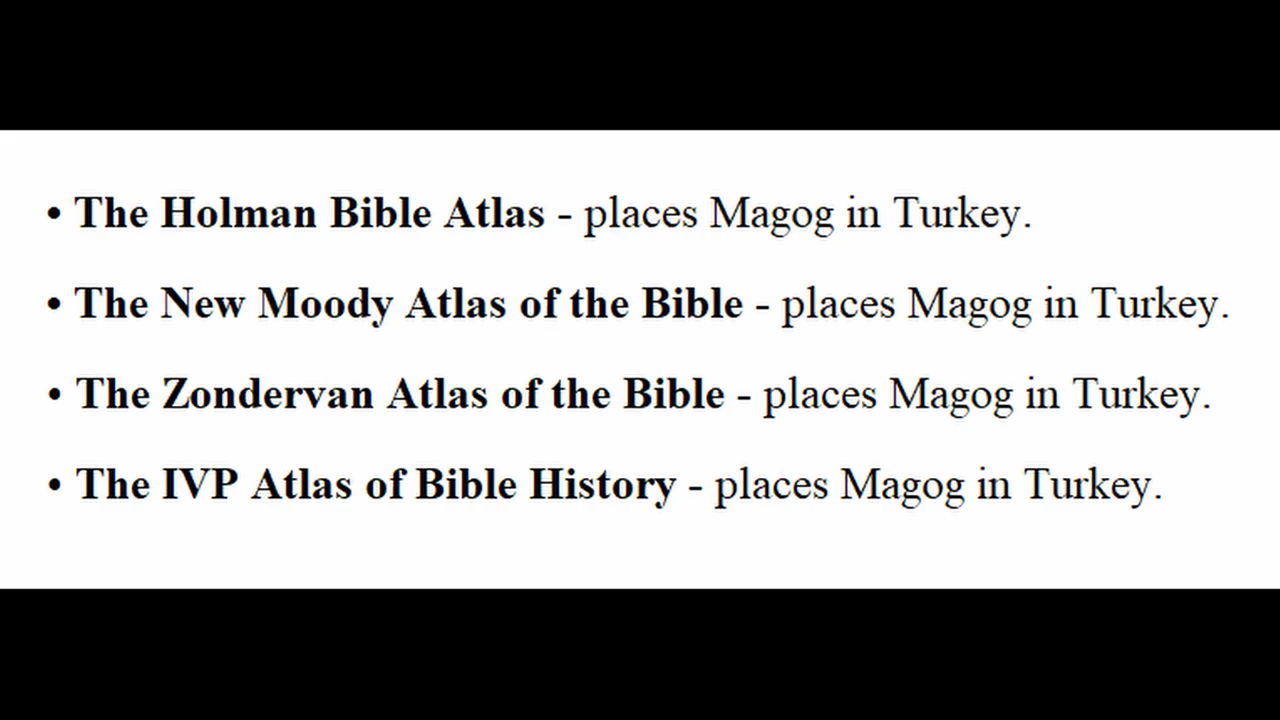 • The Holman Bible Atlas - places Magog in Turkey.
• The New Moody Atlas of the Bible - places Magog in Turkey.
• The Zondervan Atlas of the Bible - places Magog in Turkey.
• The IVP Atlas of Bible History - places Magog in Turkey.